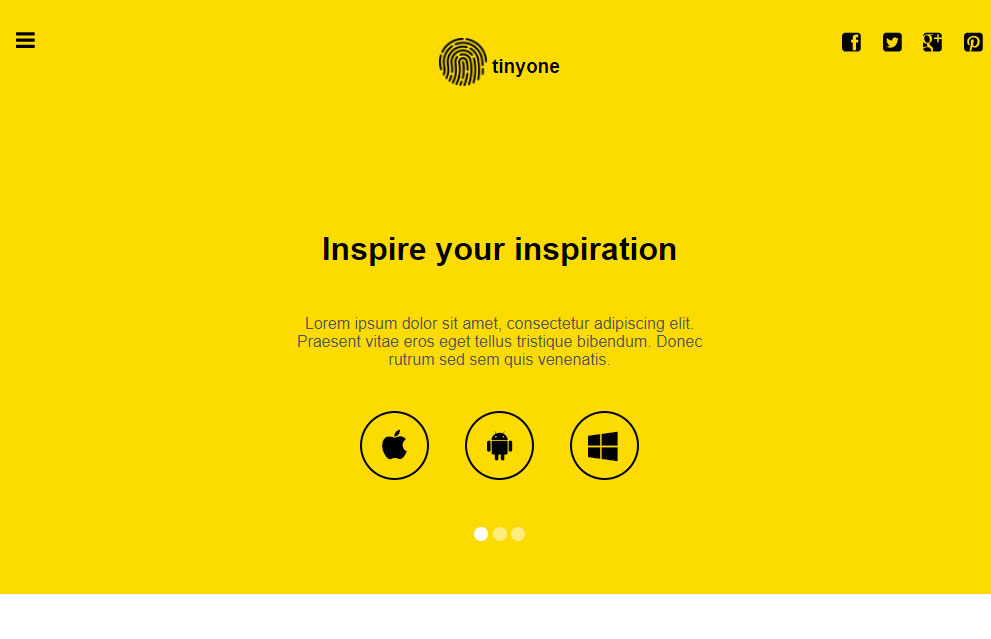 tinyone
Inspire your inspiration
Lorem ipsum dolor sit amet, consectetur adipiscing elit.
Praesent vitae eros eget tellus tristique bibendum. Donec
rutrum sed sem quis venenatis.